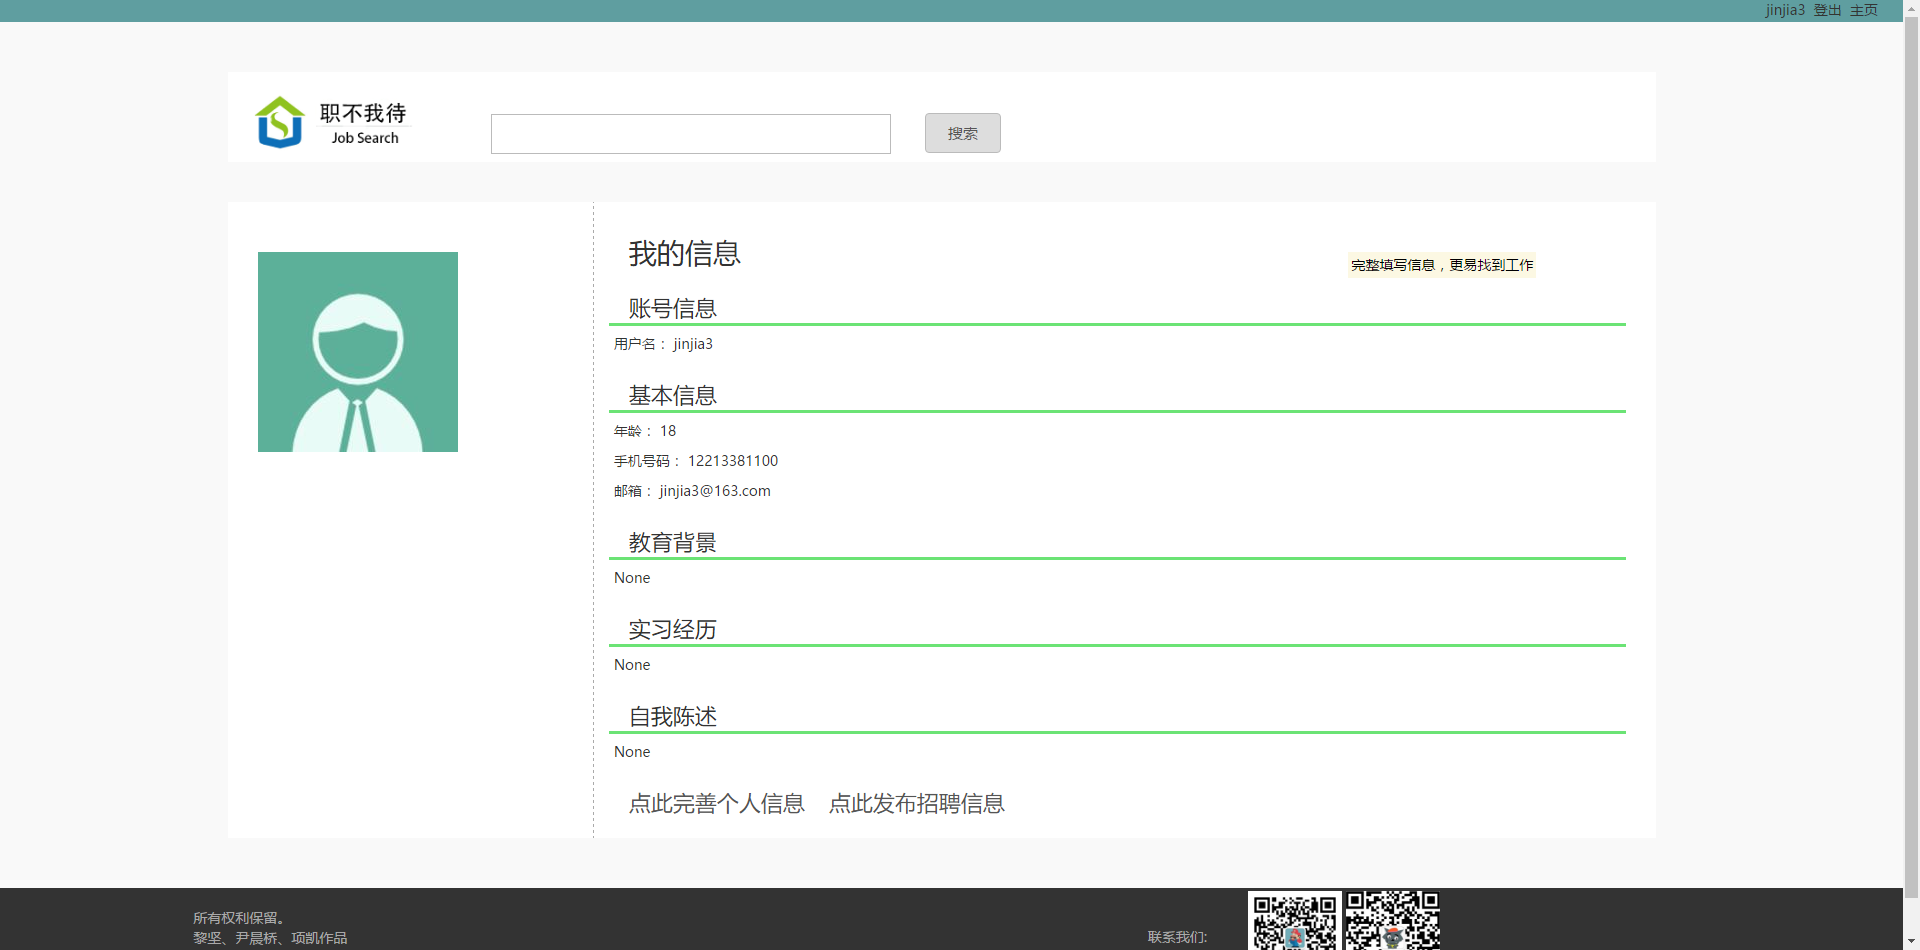 jinjia3 登出 主页
职不我待
Job Search
搜索
我的信息
完整填写信息，更易找到工作
账号信息
用户名： jinjia3
基本信息
年龄： 18
手机号码： 12213381100
邮箱： jinjia3@163.com
教育背景
None
实习经历
None
自我陈述
None
点此完善个人信息 点此发布招聘信息
所有权利保留。
黎坚、尹晨桥、项凯作品
联系我们: